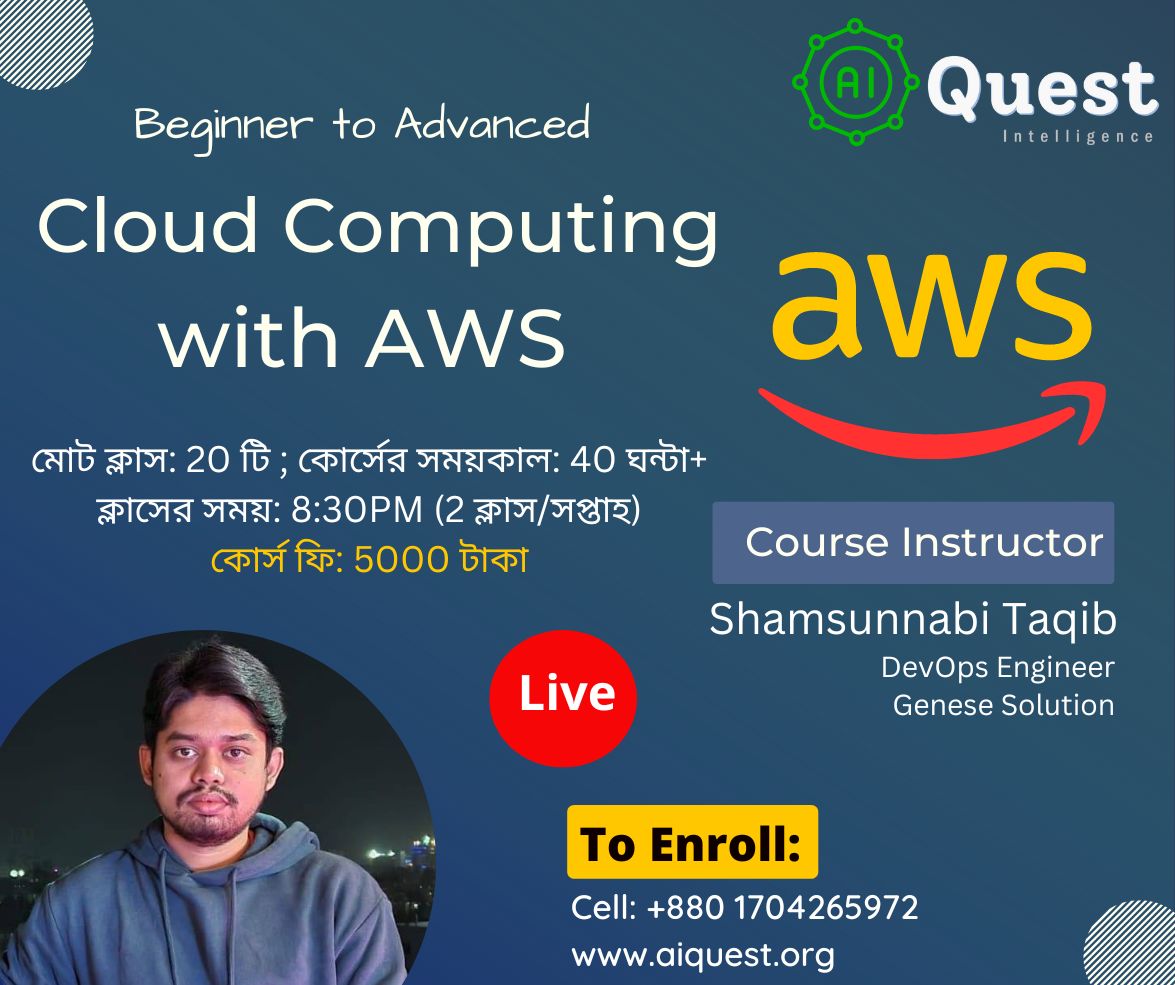 AI Quest
Intelligence
Beginner to Advanced
Cloud Computing
with AWS
aws
মোট ক্লাস: 20 টি ; কোর্সের সময়কাল: 40 ঘন্টা+
ক্লাসের সময়: 8:30PM (2 ক্লাস/সপ্তাহ)
কোর্স ফি: 5000 টাকা
Course Instructor
Shamsunnabi Taqib
DevOps Engineer
Genese Solution
Live
To Enroll:
Cell: +880 1704265972
www.aiquest.org